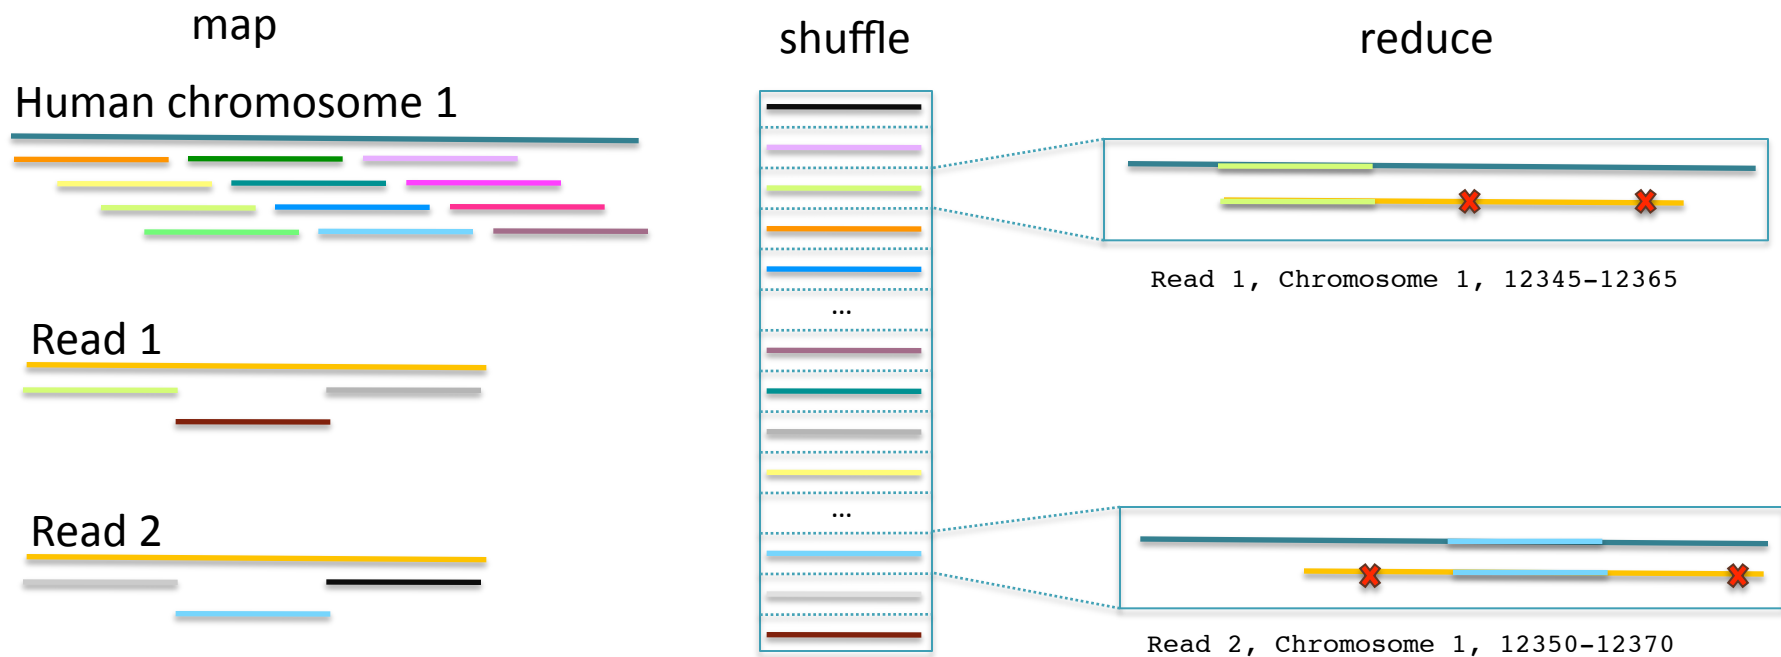 map
shuffle
reduce
Human chromosome 1
Read 1, Chromosome 1, 12345-12365
...
Read 1
...
Read 2
Read 2, Chromosome 1, 12350-12370